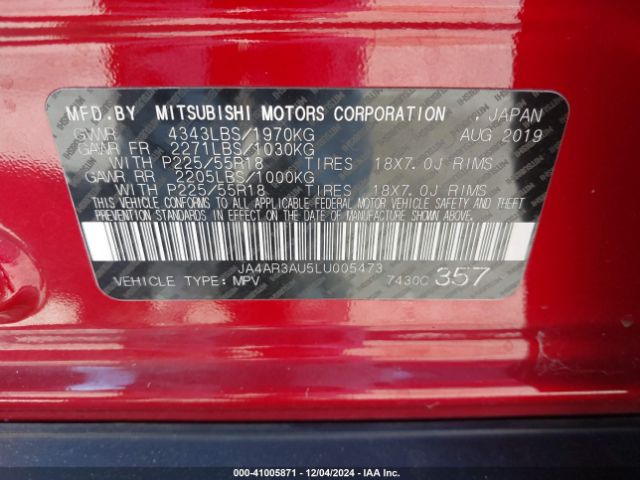 MFD.BY MITSUBISHI MOTORS CORPORATION , JAPAN
GVWR 4343LBS/1970KG AUG 2019
GAWR FR 2271LBS/1030KG
WITH P225/55R18 TIRES 18X7.0J RIMS
GAWR RR 2205LBS/1000KG
WITH P225/55R18 TIRES 18X7.0J RIMS
THIS VEHICLE CONFORMS TO ALL APPLICABLE FEDERAL MOTOR VEHICLE SAFETY AND THEFT
PREVENTION STANDARDS IN EFFECT ON THE DATE OF MANUFACTURE SHOWN ABOVE.
JA4AR3AU5LU005473
VEHICLE TYPE: MPV 7430C 357
000-41005871 - 12/04/2024 - IAA Inc.